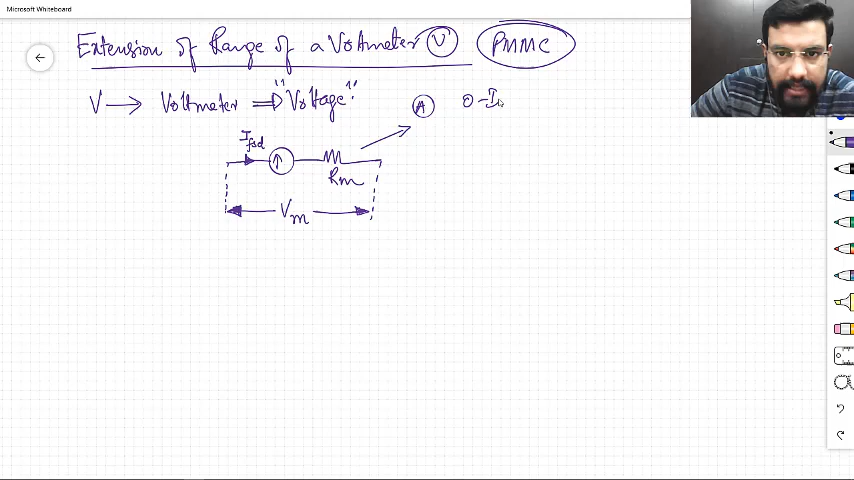 Microsoft Whiteboard
Extension of Range of a Voltmeter V PMMC
V → Voltmeter ⇒ "Voltage".
A 0-I
Ifsd
Rm
Vm